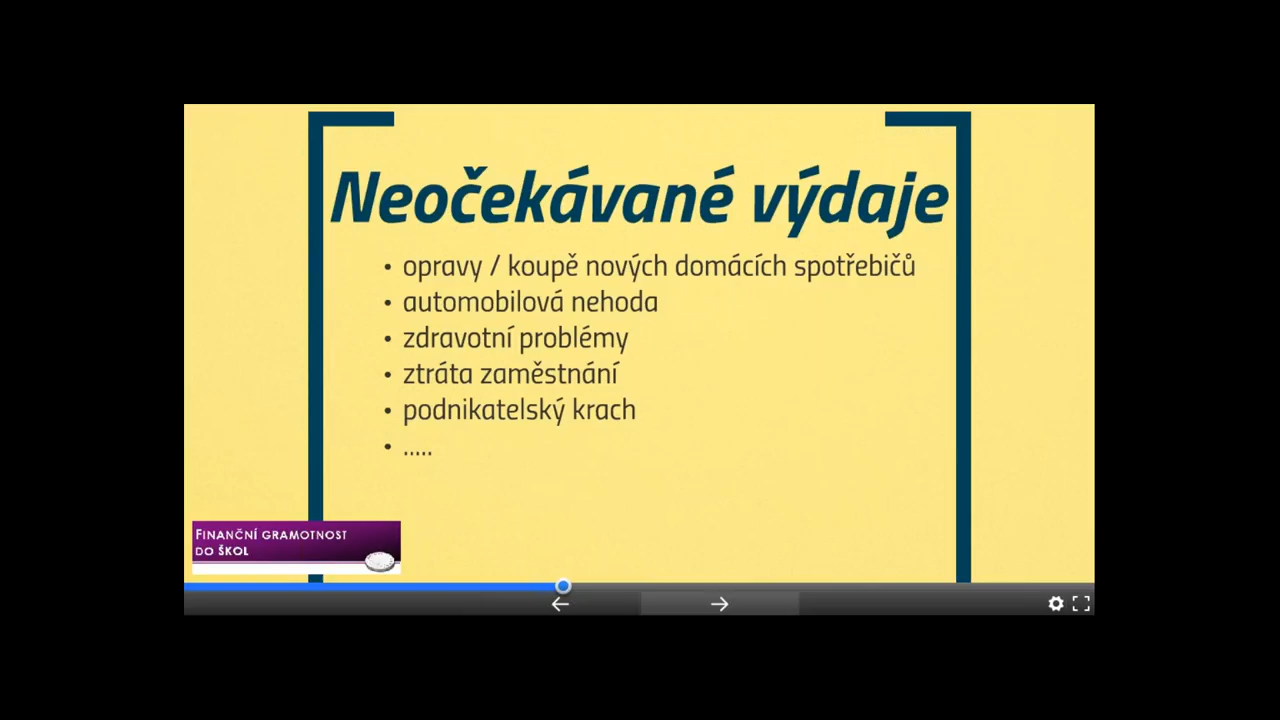 Neočekávané výdaje
• opravy / koupě nových domácích spotřebičů
• automobilová nehoda
• zdravotní problémy
• ztráta zaměstnání
• podnikatelský krach
• .....
FINANČNÍ GRAMOTNOST
DO ŠKOL